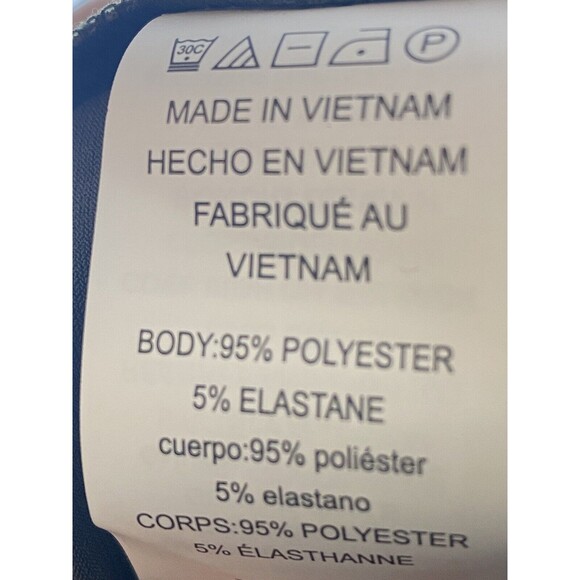 30C P
MADE IN VIETNAM
HECHO EN VIETNAM
FABRIQUÉ AU
VIETNAM
BODY:95% POLYESTER
5% ELASTANE
cuerpo:95% poliéster
5% elastano
CORPS:95% POLYESTER
5% ÉLASTHANNE